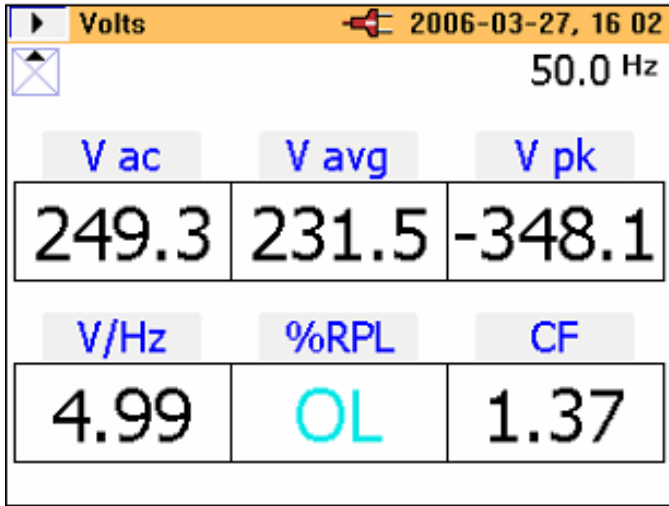 Volts 2006-03-27, 16 02
50.0 Hz
V ac V avg V pk
249.3 231.5 -348.1
V/Hz %RPL CF
4.99 OL 1.37